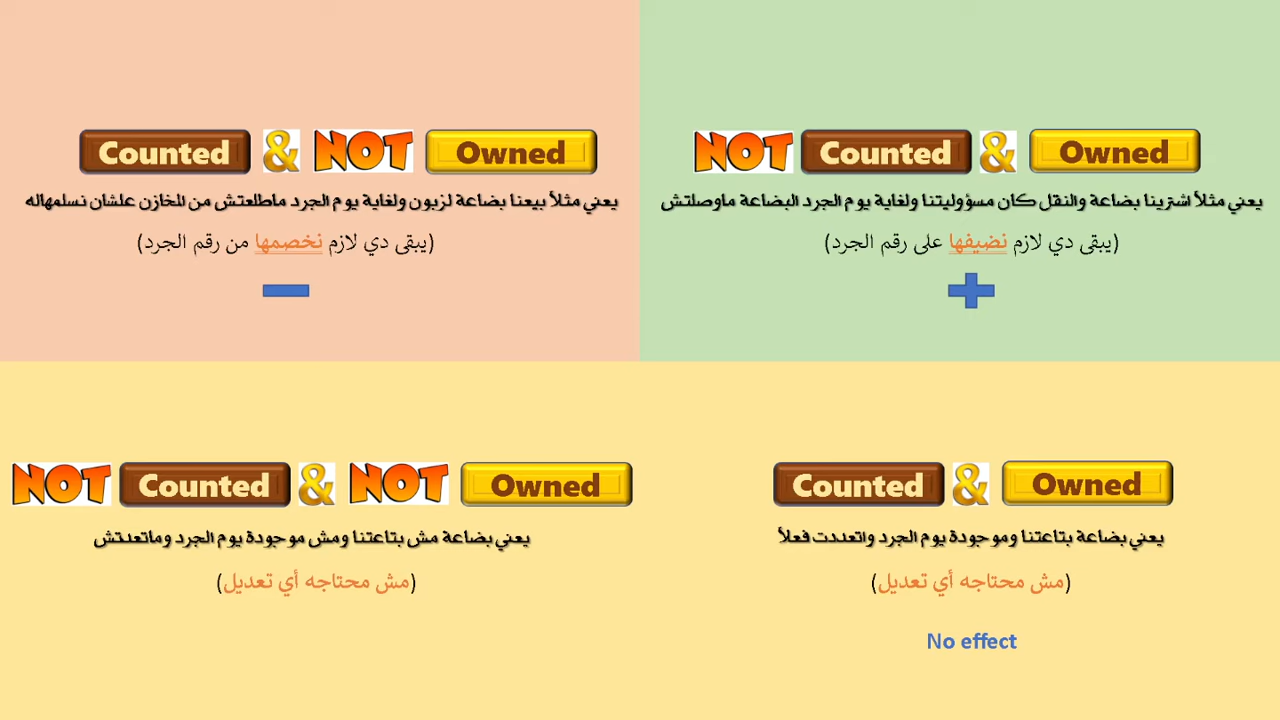 Counted & NOT Owned
يعني مثلاً بيعنا بضاعة لزبون ولغاية يوم الجرد ماطلعتش من المخازن علشان نسلمهاله
(يبقى دي لازم نخصمها من رقم الجرد)
NOT Counted & Owned
يعني مثلاً اشترينا بضاعة والنقل كان مسؤوليتنا ولغاية يوم الجرد البضاعة ماوصلتش
(يبقى دي لازم نضيفها على رقم الجرد)
NOT Counted & NOT Owned
يعني بضاعة مش بتاعتنا ومش موجودة يوم الجرد وماتعدتش
(مش محتاجه أي تعديل)
Counted & Owned
يعني بضاعة بتاعتنا وموجودة يوم الجرد واتعددت فعلاً
(مش محتاجه أي تعديل)
No effect